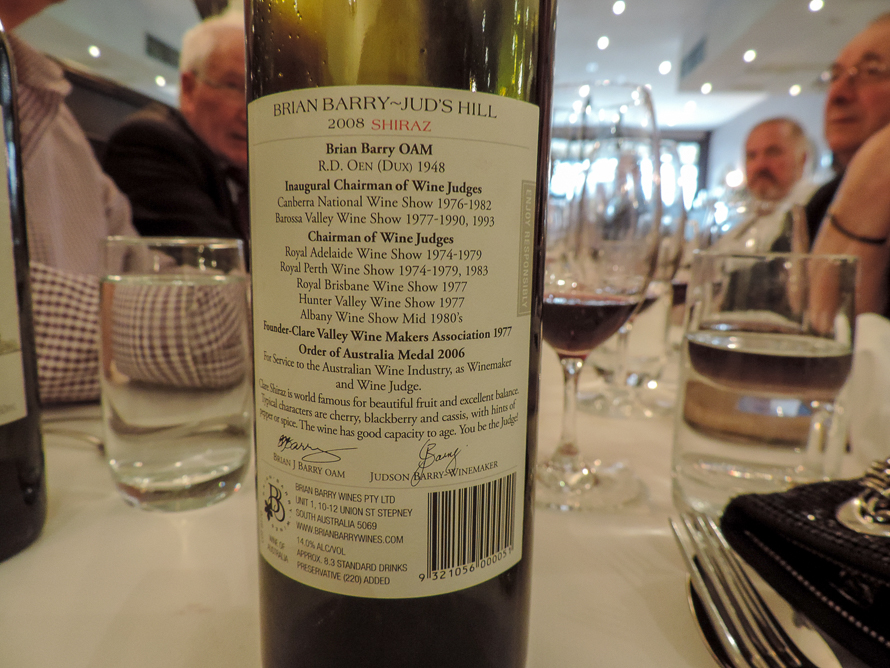 BRIAN BARRY~JUD'S HILL
2008 SHIRAZ
Brian Barry OAM
R.D. Oen (Dux) 1948
Inaugural Chairman of Wine Judges
Canberra National Wine Show 1976-1982
Barossa Valley Wine Show 1977-1990, 1993
Chairman of Wine Judges
Royal Adelaide Wine Show 1974-1979
Royal Perth Wine Show 1974-1979, 1983
Royal Brisbane Wine Show 1977
Hunter Valley Wine Show 1977
Albany Wine Show Mid 1980's
Founder-Clare Valley Wine Makers Association 1977
Order of Australia Medal 2006
For Service to the Australian Wine Industry, as Winemaker
and Wine Judge.
Clare Shiraz is world famous for beautiful fruit and excellent balance.
Typical characters are cherry, blackberry and cassis, with hints of
pepper or spice. The wine has good capacity to age. You be the Judge!
Brian J Barry OAM
Judson Barry-Winemaker
BRIAN BARRY WINES PTY LTD
UNIT 1, 10-12 UNION ST STEPNEY
SOUTH AUSTRALIA 5069
WWW.BRIANBARRYWINES.COM
14.0% ALC/VOL
APPROX. 8.3 STANDARD DRINKS
PRESERVATIVE (220) ADDED
WINE OF
AUSTRALIA
9 321056 000051
ENJOY RESPONSIBLY